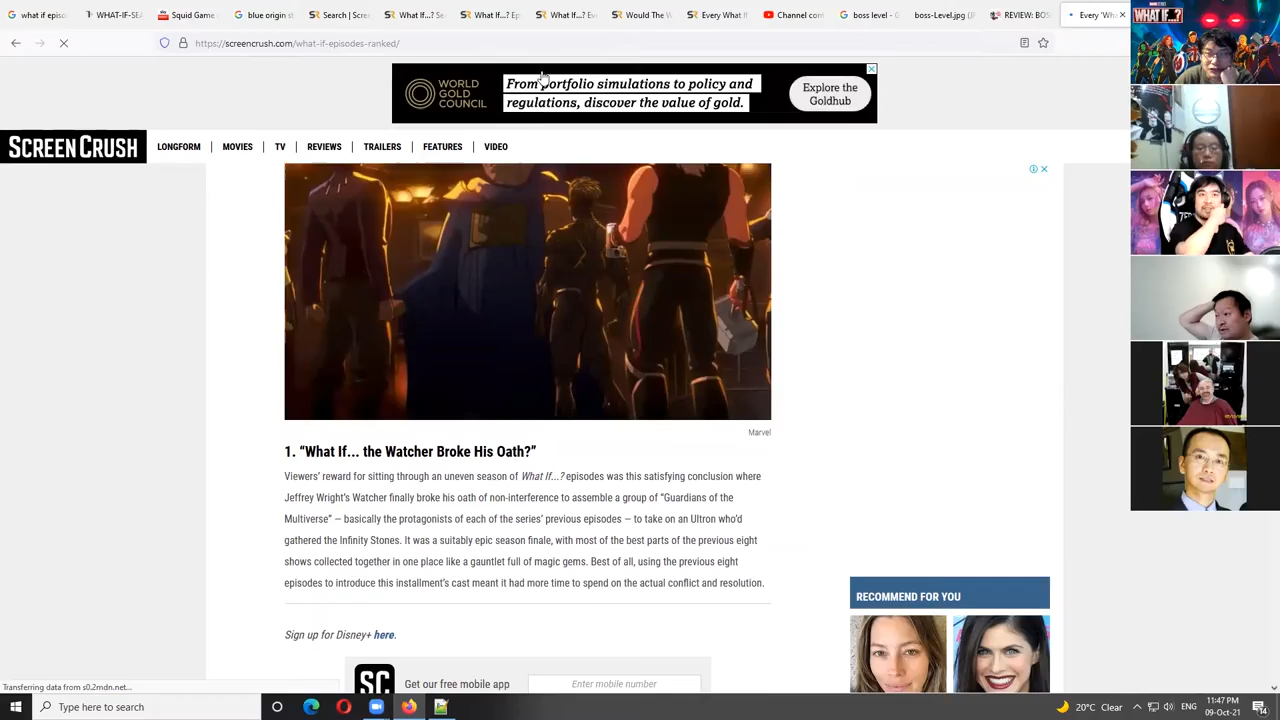 what if episo
WHAT-IF-SEA
Squid Game
blue origin st
Search | Scree
What If...? E
What If...? Ep
What If...? Eve
Would The W
Every What I
Channel com
boss level -
boss-Level.jpg
REVIEW: BOS
Every 'Wha
WHAT IF...?
https://screencrush.com/what-if-episodes-ranked/
WORLD
GOLD
COUNCIL
From portfolio simulations to policy and
regulations, discover the value of gold.
Explore the
Goldhub
SCREENCRUSH
LONGFORM | MOVIES | TV | REVIEWS | TRAILERS | FEATURES | VIDEO
Marvel
1. “What If... the Watcher Broke His Oath?”
Viewers’ reward for sitting through an uneven season of What If...? episodes was this satisfying conclusion where
Jeffrey Wright’s Watcher finally broke his oath of non-interference to assemble a group of “Guardians of the
Multiverse” — basically the protagonists of each of the series’ previous episodes — to take on an Ultron who’d
gathered the Infinity Stones. It was a suitably epic season finale, with most of the best parts of the previous eight
shows collected together in one place like a gauntlet full of magic gems. Best of all, using the previous eight
episodes to introduce this installment’s cast meant it had more time to spend on the actual conflict and resolution.
RECOMMEND FOR YOU
Sign up for Disney+ here.
SC
Get our free mobile app
Enter mobile number
Transferring data from s0.2mdn.net...
Type here to search
20°C Clear
ENG
11:47 PM
09-Oct-21
14